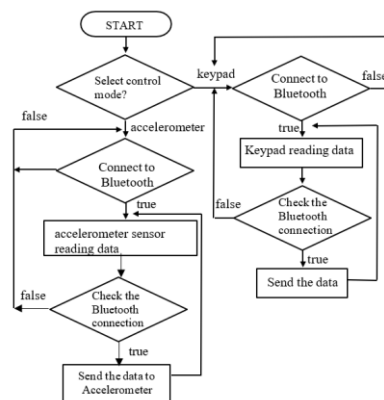 START
Select control
mode?
keypad
Connect to
Bluetooth
false
true
Keypad reading data
Check the
Bluetooth
connection
false
true
Send the data
accelerometer
false
Connect to
Bluetooth
true
accelerometer sensor
reading data
false
Check the
Bluetooth
connection
true
Send the data to
Accelerometer